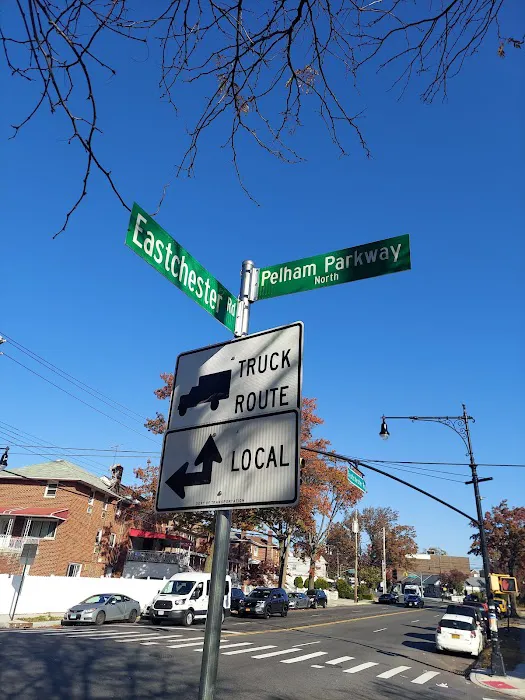 Eastchester Rd
Pelham Parkway
North
TRUCK
ROUTE
LOCAL